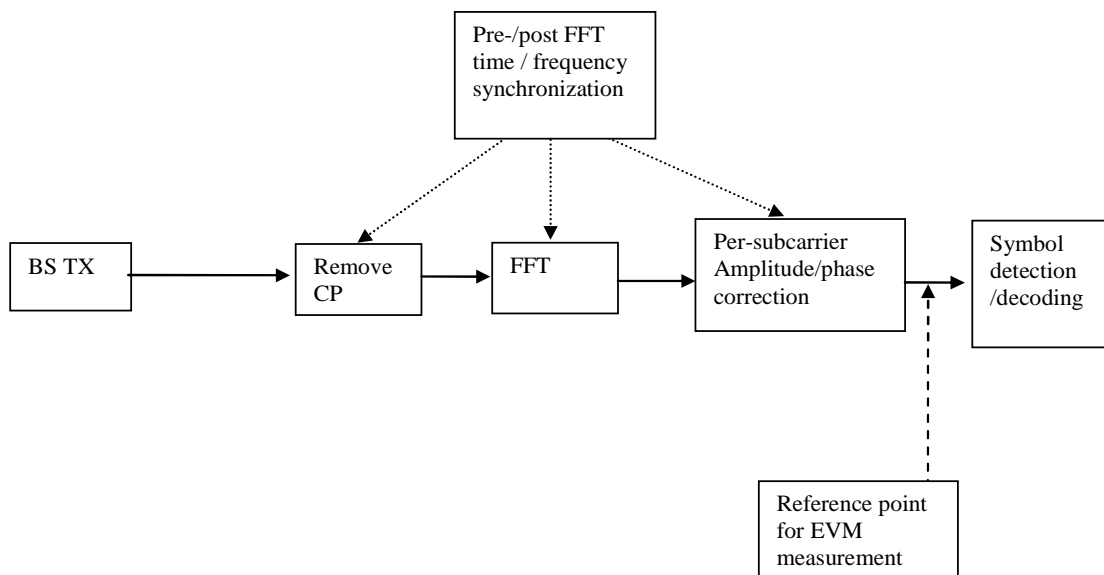 Pre-/post FFT
time / frequency
synchronization
BS TX
Remove
CP
FFT
Per-subcarrier
Amplitude/phase
correction
Symbol
detection
/decoding
Reference point
for EVM
measurement